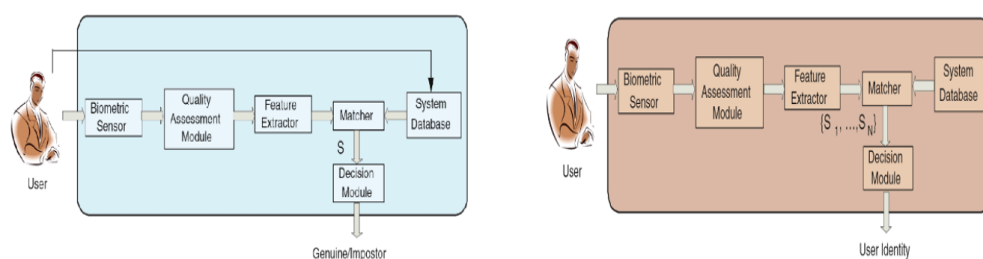 User
Biometric
Sensor
Quality
Assessment
Module
Feature
Extractor
Matcher
System
Database
S
Decision
Module
Genuine/Impostor
User
Biometric
Sensor
Quality
Assessment
Module
Feature
Extractor
Matcher
System
Database
{S 1 , ...,S N}
Decision
Module
User Identity